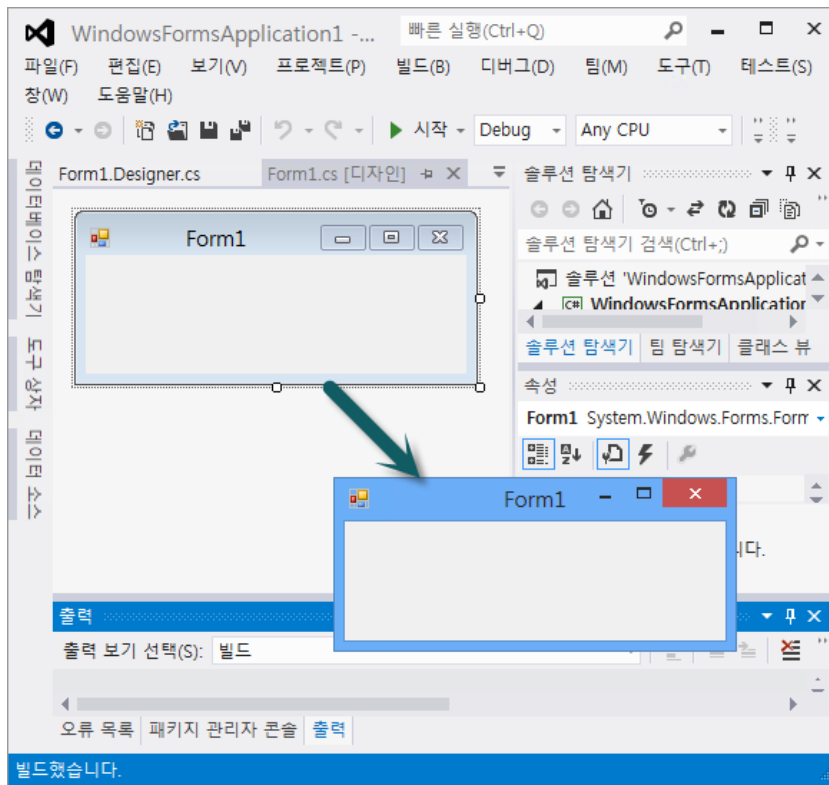 WindowsFormsApplication1 -...
빠른 실행(Ctrl+Q)
파일(F) 편집(E) 보기(V) 프로젝트(P) 빌드(B) 디버그(D) 팀(M) 도구(T) 테스트(S)
창(W) 도움말(H)
시작 Debug Any CPU
데이터베이스 탐색기
도구 상자
데이터 소스
Form1.Designer.cs Form1.cs [디자인]
Form1
솔루션 탐색기
솔루션 탐색기 검색(Ctrl+;)
솔루션 'WindowsFormsApplicat
C# WindowsFormsApplication
솔루션 탐색기 팀 탐색기 클래스 뷰
속성
Form1 System.Windows.Forms.Form
Form1
니다.
출력
출력 보기 선택(S): 빌드
오류 목록 패키지 관리자 콘솔 출력
빌드했습니다.